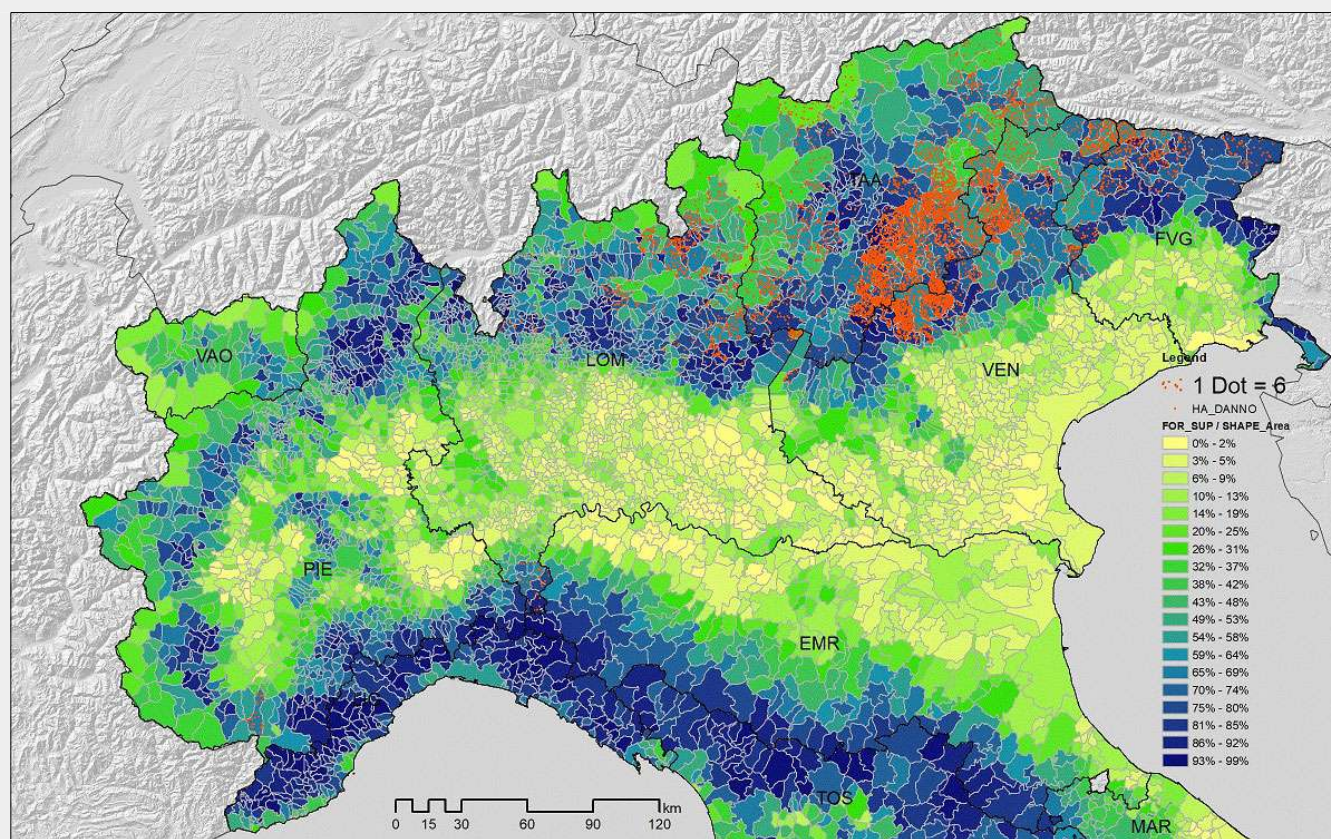 TAA
FVG
VAO
LOM
VEN
PIE
EMR
LIG
TOS
MAR
Legend
1 Dot = 6
HA_DANNO
FOR_SUP / SHAPE_Area
0% - 2%
3% - 5%
6% - 9%
10% - 13%
14% - 19%
20% - 25%
26% - 31%
32% - 37%
38% - 42%
43% - 48%
49% - 53%
54% - 58%
59% - 64%
65% - 69%
70% - 74%
75% - 80%
81% - 85%
86% - 92%
93% - 99%
km
0 15 30 60 90 120